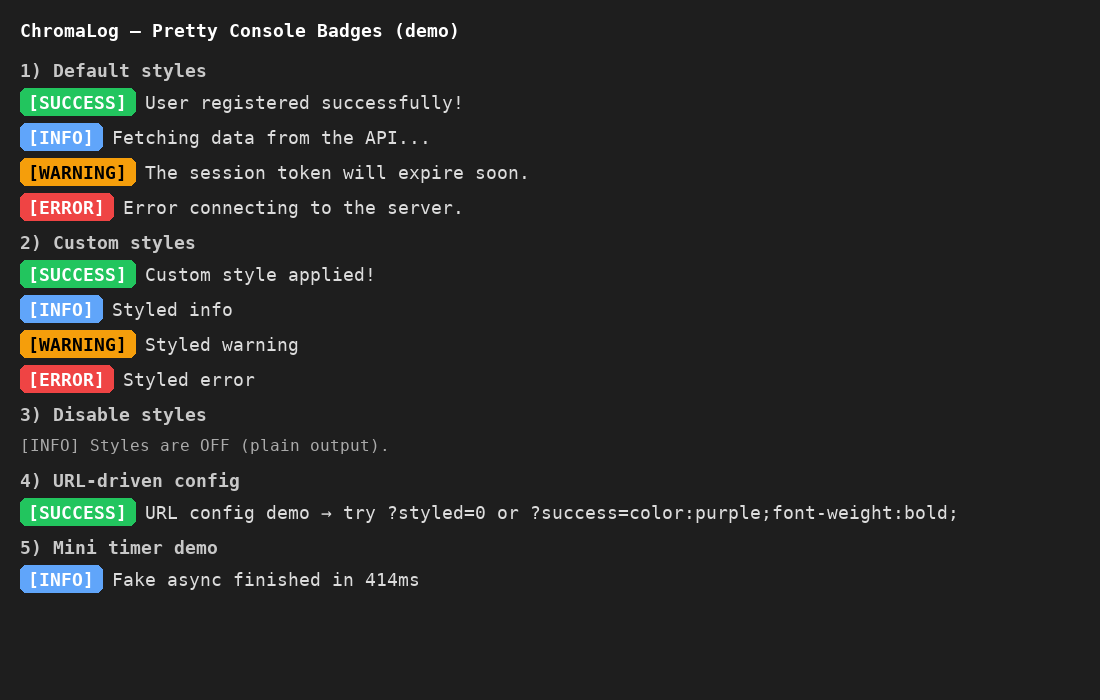 ChromaLog — Pretty Console Badges (demo)
1) Default styles
[SUCCESS] User registered successfully!
[INFO] Fetching data from the API...
[WARNING] The session token will expire soon.
[ERROR] Error connecting to the server.
2) Custom styles
[SUCCESS] Custom style applied!
[INFO] Styled info
[WARNING] Styled warning
[ERROR] Styled error
3) Disable styles
[INFO] Styles are OFF (plain output).
4) URL-driven config
[SUCCESS] URL config demo → try ?styled=0 or ?success=color:purple;font-weight:bold;
5) Mini timer demo
[INFO] Fake async finished in 414ms